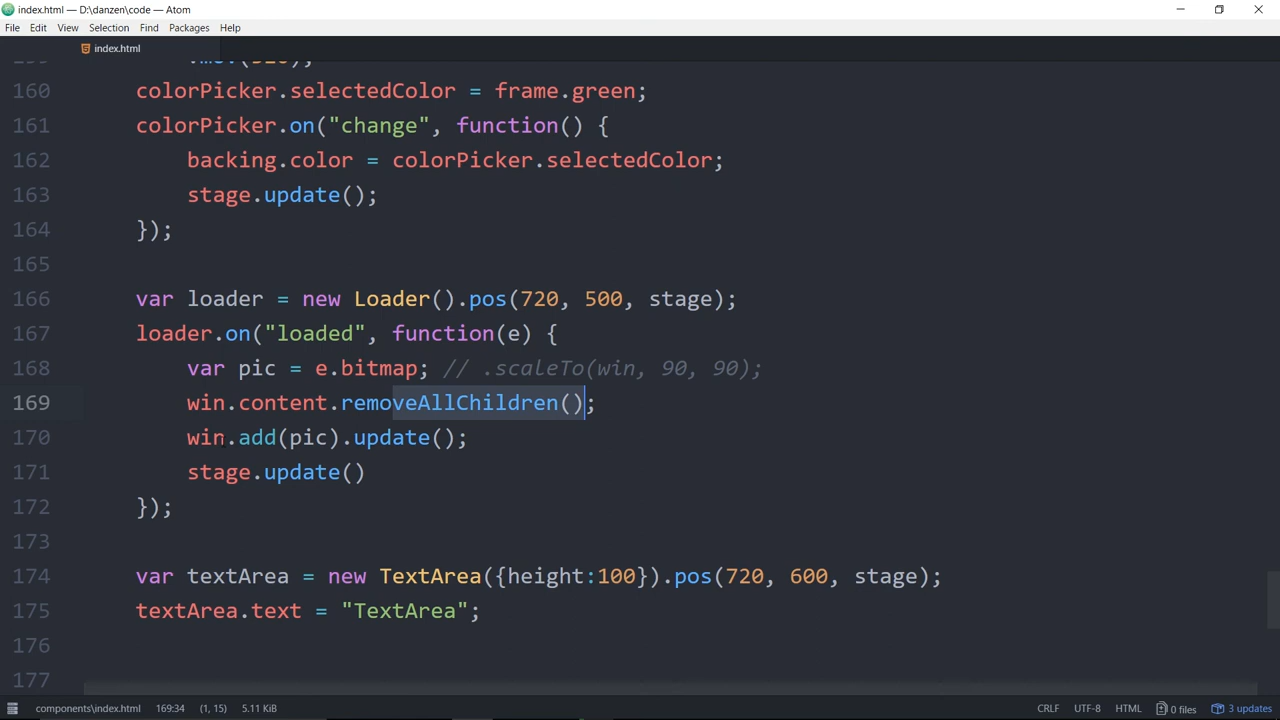 index.html — D:\danzen\code — Atom
File Edit View Selection Find Packages Help
index.html
160 colorPicker.selectedColor = frame.green;
161 colorPicker.on("change", function() {
162 backing.color = colorPicker.selectedColor;
163 stage.update();
164 });
165
166 var loader = new Loader().pos(720, 500, stage);
167 loader.on("loaded", function(e) {
168 var pic = e.bitmap; // .scaleTo(win, 90, 90);
169 win.content.removeAllChildren();
170 win.add(pic).update();
171 stage.update()
172 });
173
174 var textArea = new TextArea({height:100}).pos(720, 600, stage);
175 textArea.text = "TextArea";
176
177
components\index.html 169:34 (1, 15) 5.11 KiB CRLF UTF-8 HTML 0 files 3 updates